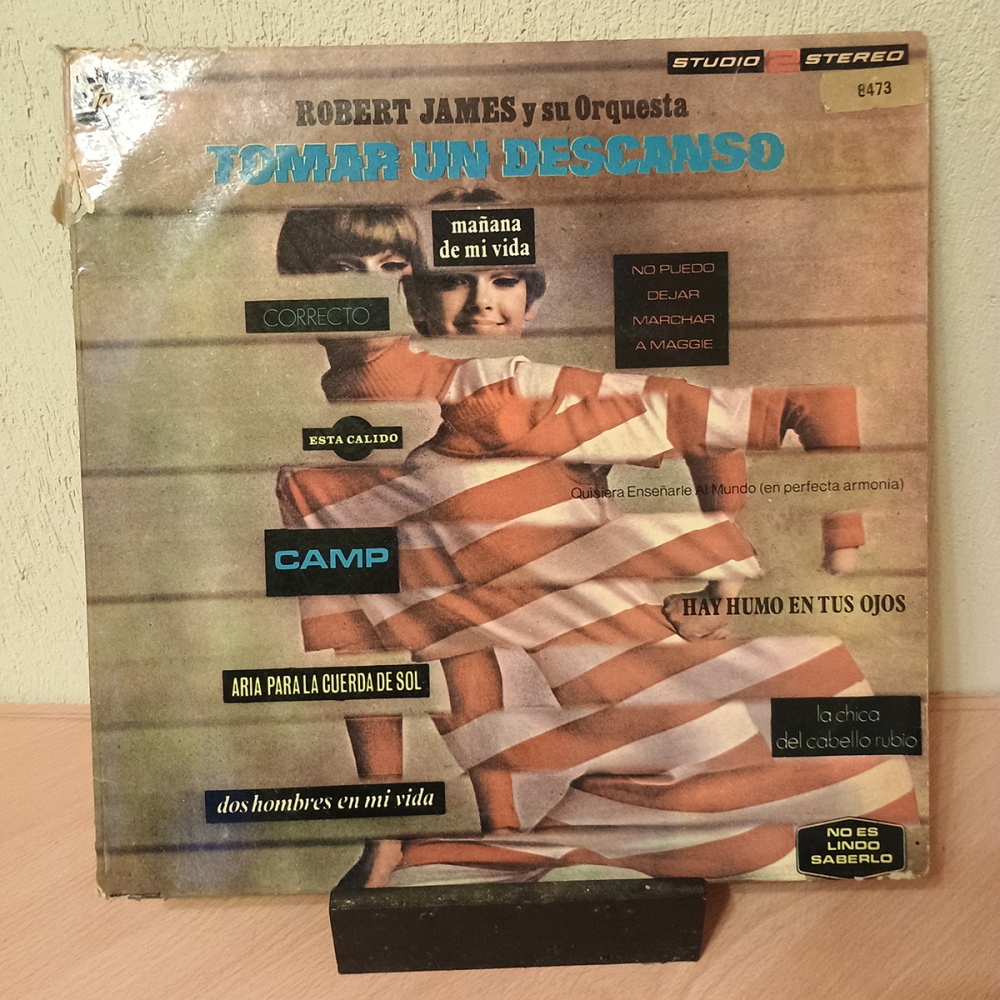 STUDIO 2 STEREO
8473
ROBERT JAMES y su Orquesta
TOMAR UN DESCANSO
mañana
de mi vida
NO PUEDO
DEJAR
MARCHAR
A MAGGIE
CORRECTO
ESTA CALIDO
Quisiera Enseñarle Al Mundo (en perfecta armonia)
CAMP
HAY HUMO EN TUS OJOS
ARIA PARA LA CUERDA DE SOL
la chica
del cabello rubio
dos hombres en mi vida
NO ES
LINDO
SABERLO